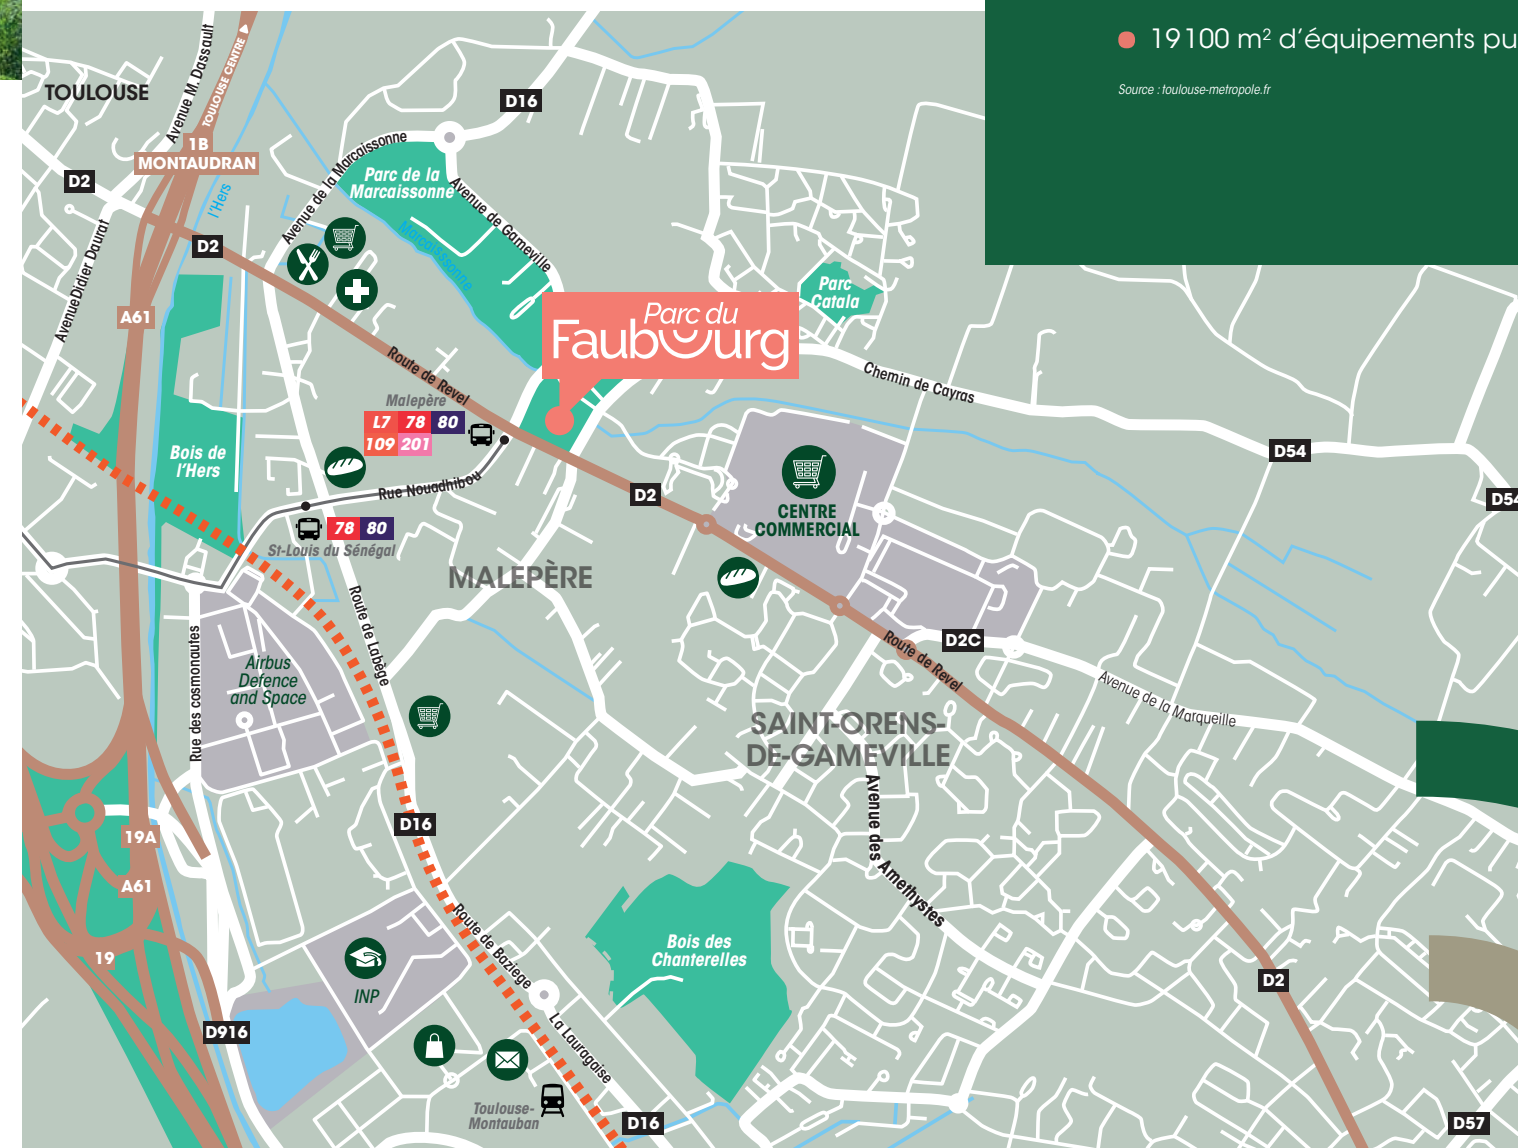 19100 m² d'équipements pu
Source : toulouse-metropole.fr
TOULOUSE
Avenue M. Dassault
TOULOUSE CENTRE
D16
1B
MONTAUDRAN
D2
l'Hers
Avenue de la Marcaissonne
Parc de la
Marcaissonne
Avenue de Gameville
Marcaissonne
D2
Avenue Didier Daurat
A61
Parc
Catala
Parc du
Faubourg
Route de Revel
Chemin de Cayras
Malepère
L7 78 80
109 201
Bois de
l'Hers
D54
Rue Nouadhibou
D2
D54
78 80
St-Louis du Sénégal
CENTRE
COMMERCIAL
MALEPÈRE
Route de Labège
Rue des cosmonautes
Airbus
Defence
and Space
D2C
Route de Revel
Avenue de la Marqueille
SAINT-ORENS-
DE-GAMEVILLE
Avenue des Amethystes
D16
19A
A61
19
Route de Baziege
Bois des
Chanterelles
INP
D2
D916
La Lauragaise
Toulouse-
Montauban
D16
D57